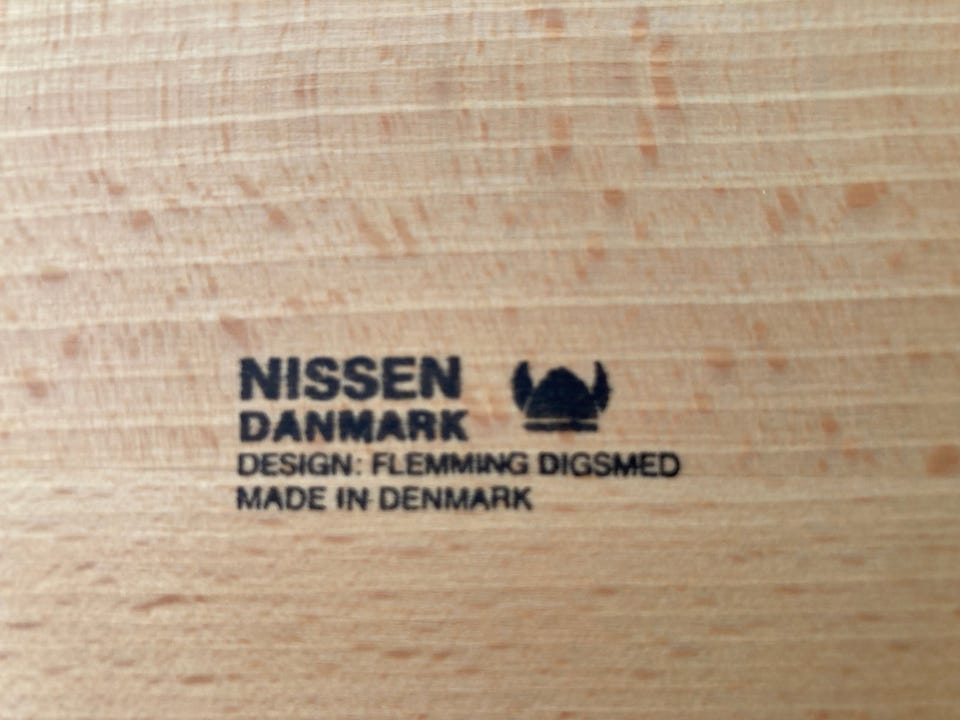 NISSEN
DANMARK
DESIGN: FLEMMING DIGSMED
MADE IN DENMARK